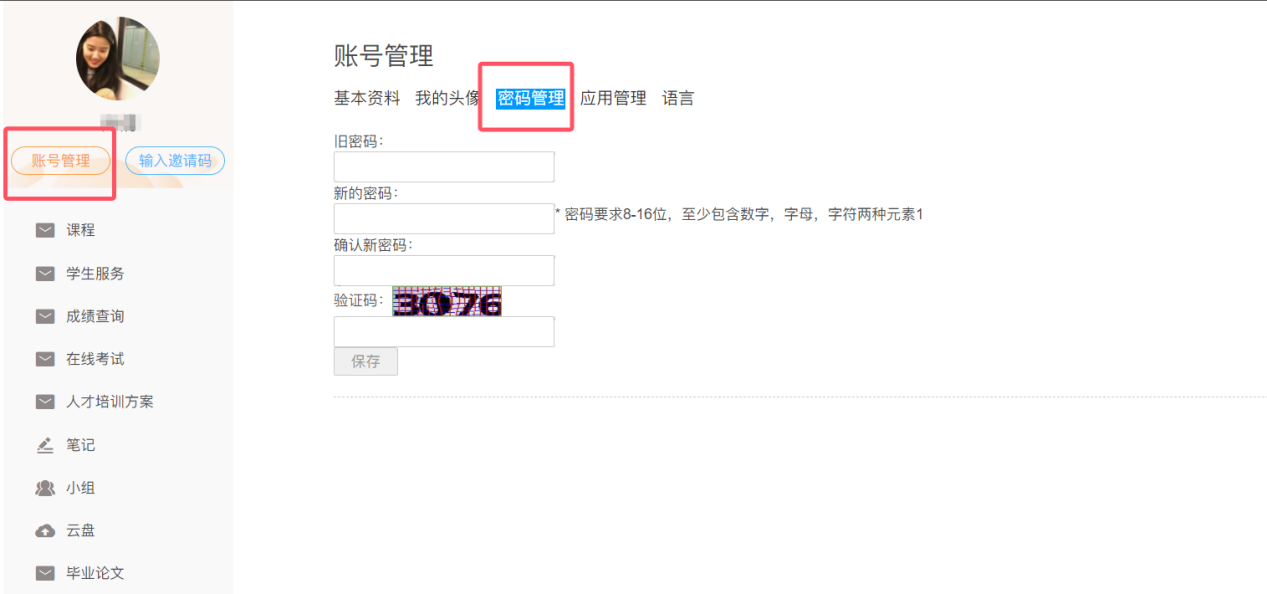 账号管理
输入邀请码
课程
学生服务
成绩查询
在线考试
人才培训方案
笔记
小组
云盘
毕业论文
账号管理
基本资料 我的头像 密码管理 应用管理 语言
旧密码：
新的密码：
* 密码要求8-16位，至少包含数字，字母，字符两种元素1
确认新密码：
验证码： 3076
保存